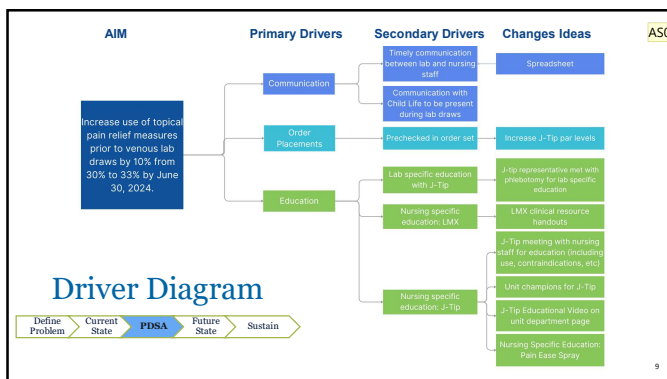 AIM
Primary Drivers
Secondary Drivers
Changes Ideas
Increase use of topical
pain relief measures
prior to venous lab
draws by 10% from
30% to 33% by June
30, 2024.
Communication
Timely communication
between lab and nursing
staff
Spreadsheet
Communication with
Child Life to be present
during lab draws
Order
Placements
Prechecked in order set
Increase J-Tip par levels
Education
Lab specific education
with J-Tip
J-tip representative met with
phlebotomy for lab specific
education
Nursing specific
education: LMX
LMX clinical resource
handouts
Nursing specific
education: J-Tip
J-Tip meeting with nursing
staff for education (including
use, contraindications, etc)
Unit champions for J-Tip
J-Tip Educational Video on
unit department page
Nursing Specific Education:
Pain Ease Spray
Driver Diagram
Define
Problem
Current
State
PDSA
Future
State
Sustain
9